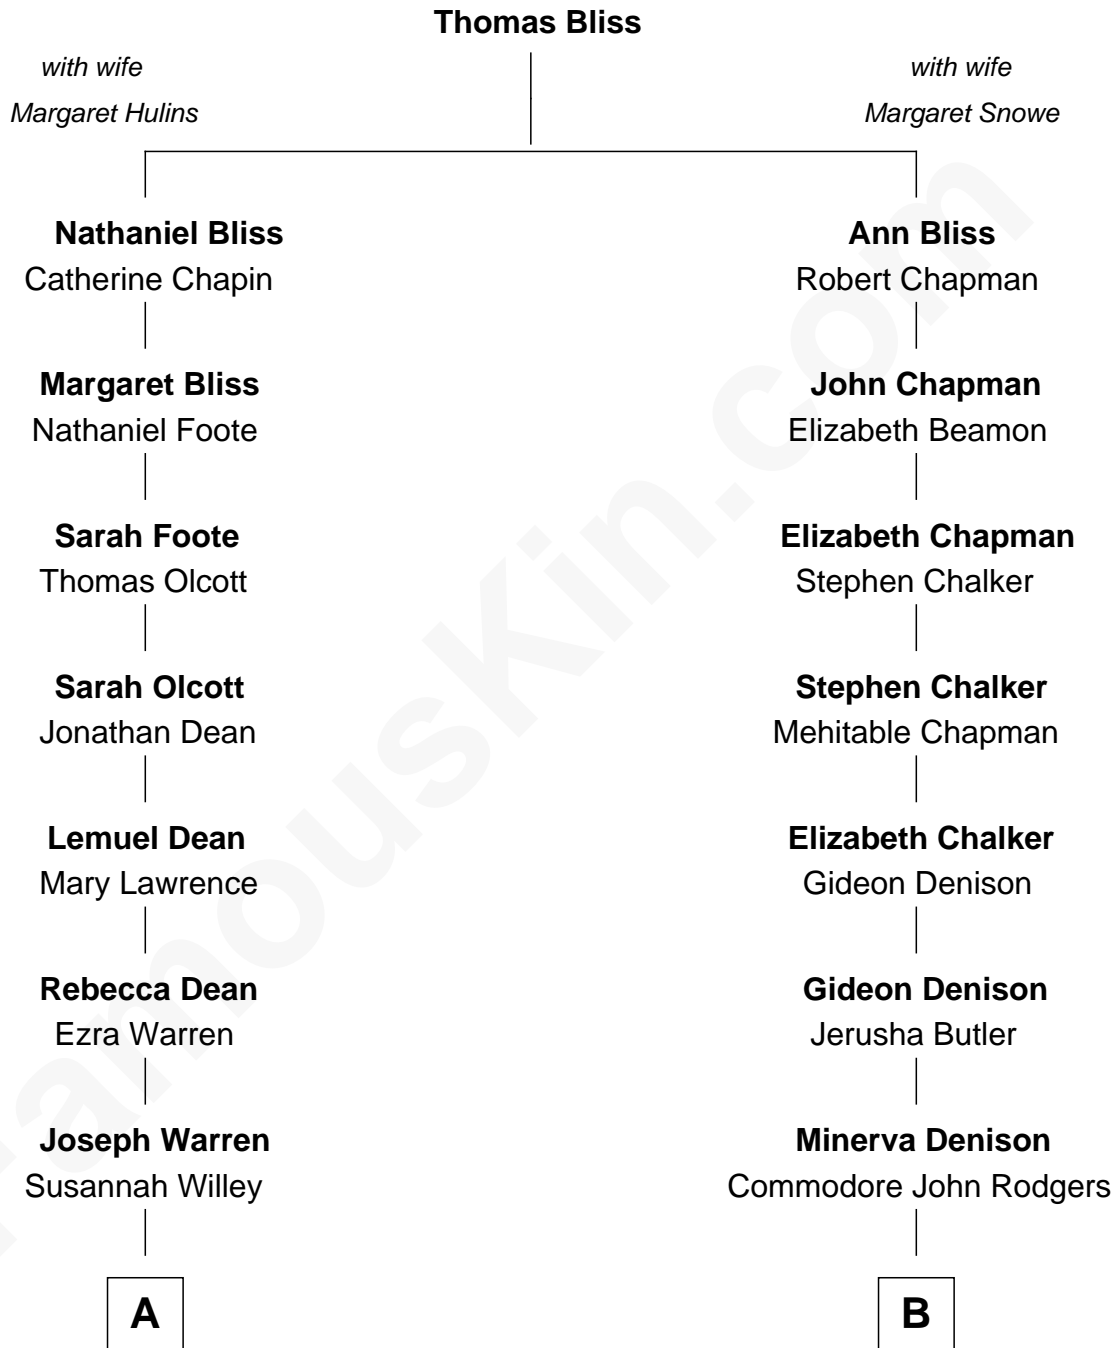 Thomas Bliss
with wife
Margaret Hulins
with wife
Margaret Snowe
Nathaniel Bliss
Catherine Chapin
Ann Bliss
Robert Chapman
Margaret Bliss
Nathaniel Foote
John Chapman
Elizabeth Beamon
Sarah Foote
Thomas Olcott
Elizabeth Chapman
Stephen Chalker
Sarah Olcott
Jonathan Dean
Stephen Chalker
Mehitable Chapman
Lemuel Dean
Mary Lawrence
Elizabeth Chalker
Gideon Denison
Rebecca Dean
Ezra Warren
Gideon Denison
Jerusha Butler
Joseph Warren
Susannah Willey
Minerva Denison
Commodore John Rodgers
A
B
FamousKin.com